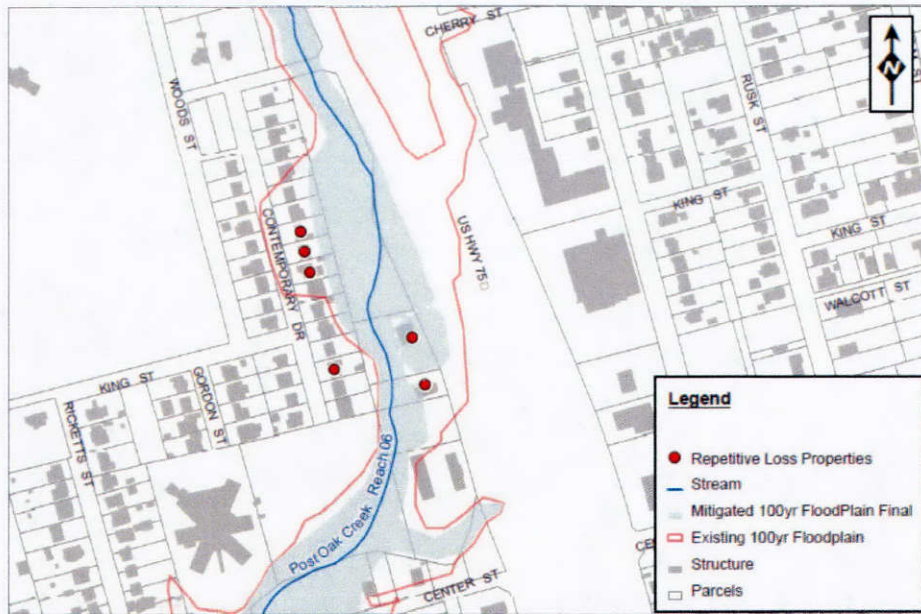 CHERRY ST
N
WOODS ST
RUSK ST
KING ST
KING ST
WALCOTT ST
US HWY 75
CONTEMPORARY DR
KING ST
GORDON ST
RICKETTS ST
Post Oak Creek Reach 06
CENTER ST
Legend
Repetitive Loss Properties
Stream
Mitigated 100yr FloodPlain Final
Existing 100yr Floodplain
Structure
Parcels